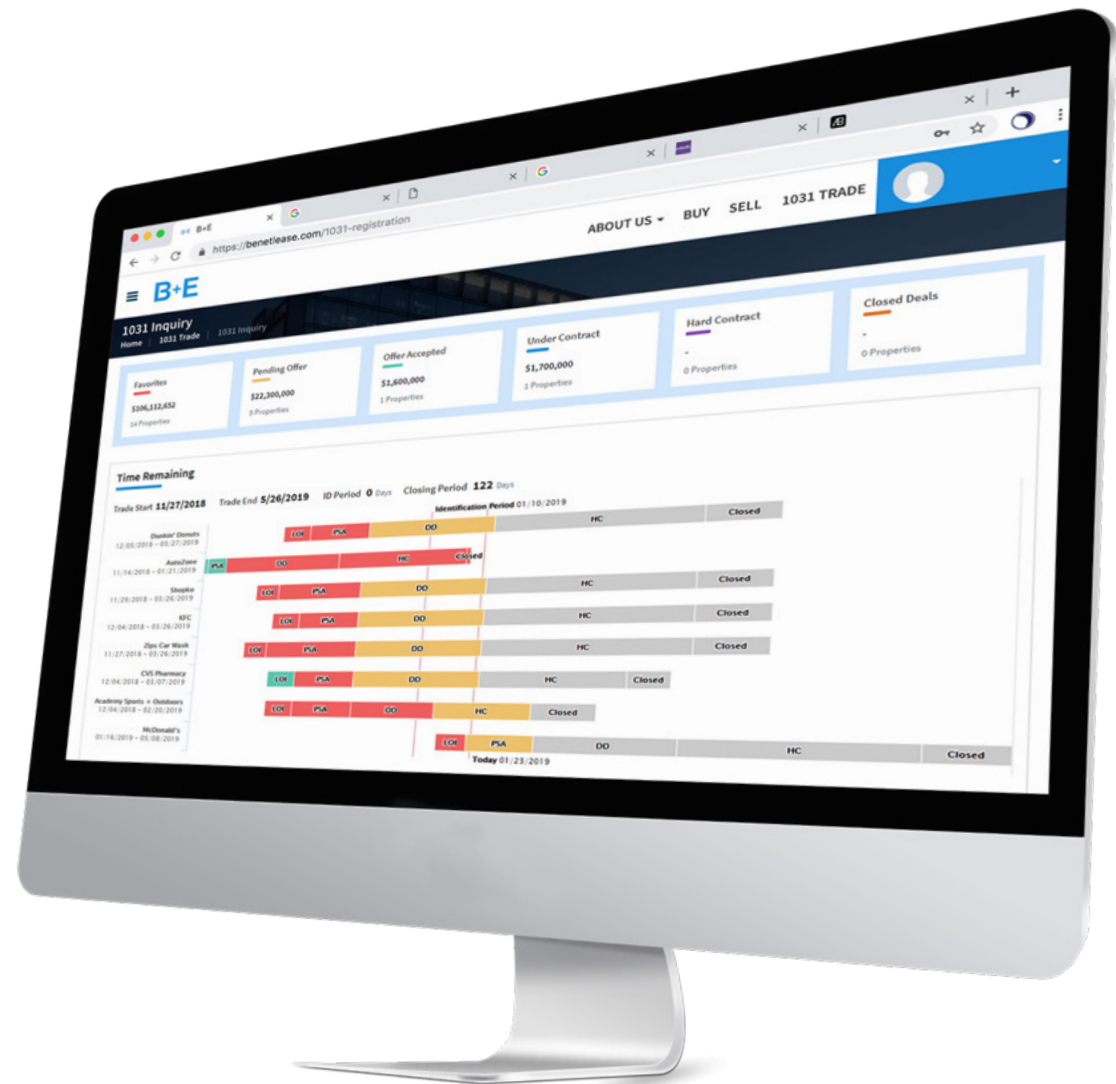 B+E
https://benetlease.com/1031-registration
B+E
ABOUT US BUY SELL 1031 TRADE
1031 Inquiry
Home | 1031 Trade | 1031 Inquiry
Favorites
$106,112,652
14 Properties
Pending Offer
$22,300,000
Properties
Offer Accepted
$1,600,000
1 Properties
Under Contract
$1,700,000
1 Properties
Hard Contract
-
0 Properties
Closed Deals
-
0 Properties
Time Remaining
Trade Start 11/27/2018 Trade End 5/26/2019 ID Period 0 Days Closing Period 122 Days
Identification Period 01/10/2019
Dunkin' Donuts
12/05/2018 – 03/27/2019
LOI PSA DD HC Closed
AutoZone
11/14/2018 – 01/21/2019
PSA DD HC Closed
Shopko
11/29/2018 – 03/26/2019
LOI PSA DD HC Closed
KFC
12/04/2018 – 03/26/2019
LOI PSA DD HC Closed
Zips Car Wash
11/27/2018 – 03/26/2019
LOI PSA DD HC Closed
CVS Pharmacy
12/04/2018 – 03/07/2019
LOI PSA DD HC Closed
Academy Sports + Outdoors
12/04/2018 – 02/20/2019
LOI PSA DD HC Closed
McDonald's
01/16/2019 – 05/08/2019
LOI PSA DD HC Closed
Today 01/23/2019